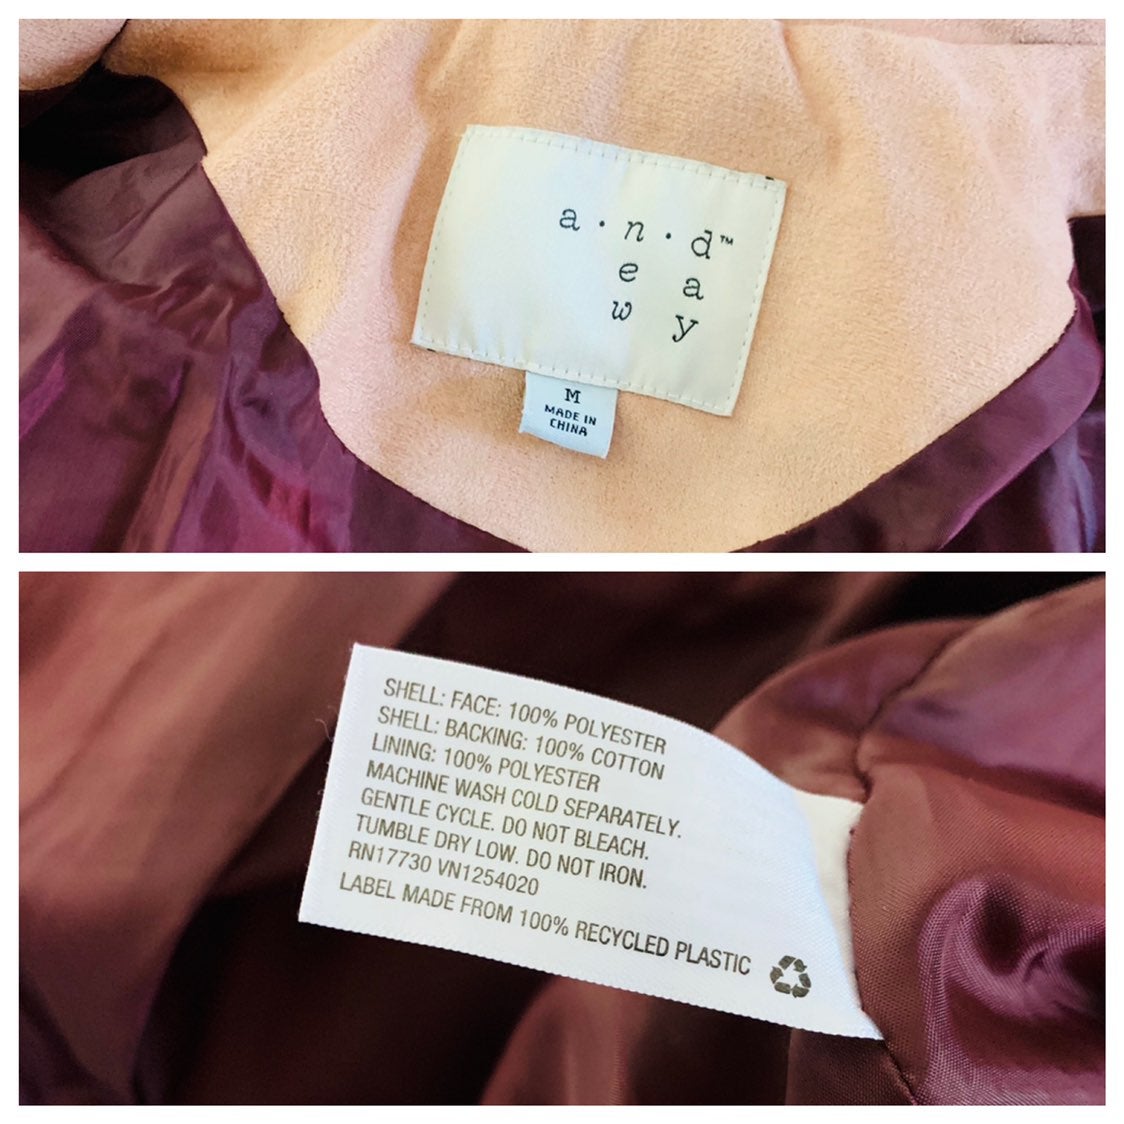 a · n · d™
e a
w y
M
MADE IN
CHINA
SHELL: FACE: 100% POLYESTER
SHELL: BACKING: 100% COTTON
LINING: 100% POLYESTER
MACHINE WASH COLD SEPARATELY.
GENTLE CYCLE. DO NOT BLEACH.
TUMBLE DRY LOW. DO NOT IRON.
RN17730 VN1254020
LABEL MADE FROM 100% RECYCLED PLASTIC